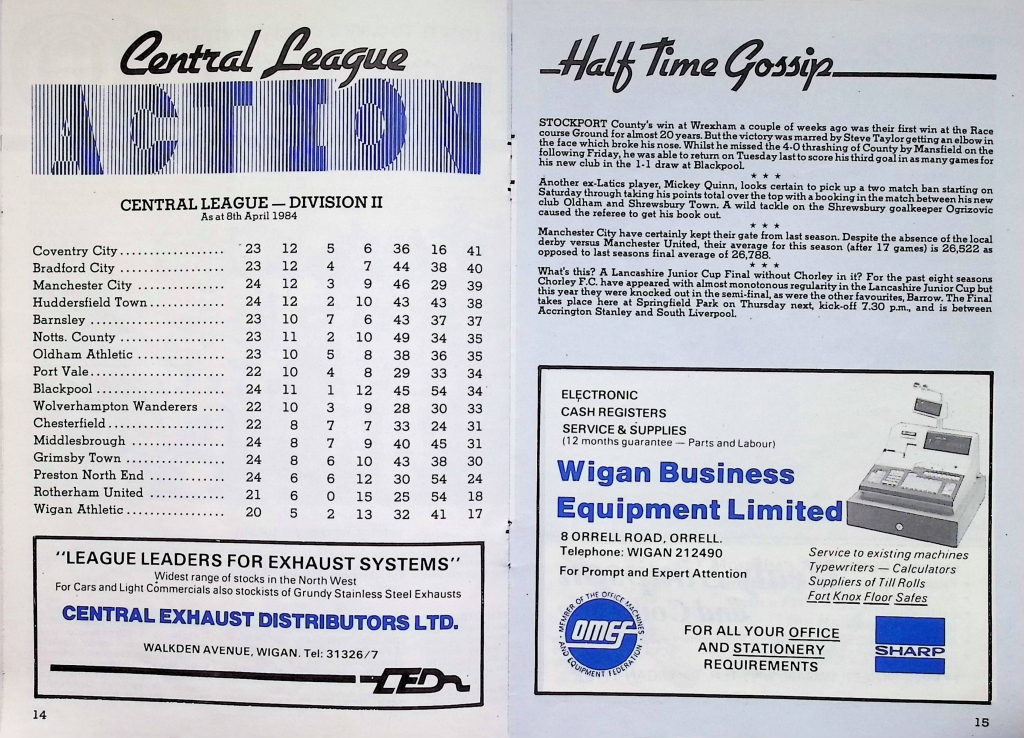 Central League
ACTION
CENTRAL LEAGUE — DIVISION II
As at 8th April 1984
Coventry City.................. 23 12 5 6 36 16 41
Bradford City .................. 23 12 4 7 44 38 40
Manchester City ............... 24 12 2 9 46 29 39
Huddersfield Town............. 24 12 2 10 43 43 38
Barnsley ....................... 23 10 7 6 43 37 37
Notts. County .................. 23 11 2 10 49 34 35
Oldham Athletic ............... 23 10 5 8 38 36 35
Port Vale....................... 22 10 4 8 29 33 34
Blackpool ...................... 24 11 1 12 45 54 34
Wolverhampton Wanderers .... 22 10 3 9 28 30 33
Chesterfield.................... 22 8 7 7 33 24 31
Middlesbrough ................. 24 8 7 9 40 45 31
Grimsby Town ................. 24 8 6 10 43 38 30
Preston North End ............. 24 6 6 12 30 54 24
Rotherham United ............. 21 6 0 15 25 54 18
Wigan Athletic................. 20 5 2 13 32 41 17
"LEAGUE LEADERS FOR EXHAUST SYSTEMS"
Widest range of stocks in the North West
For Cars and Light Commercials also stockists of Grundy Stainless Steel Exhausts
CENTRAL EXHAUST DISTRIBUTORS LTD.
WALKDEN AVENUE, WIGAN. Tel: 31326/7
CED
14
Half Time Gossip
STOCKPORT County's win at Wrexham a couple of weeks ago was their first win at the Race
course Ground for almost 20 years. But the victory was marred by Steve Taylor getting an elbow in
the face which broke his nose. Whilst he missed the 4-0 thrashing of County by Mansfield on the
following Friday, he was able to return on Tuesday last to score his third goal in as many games for
his new club in the 1-1 draw at Blackpool.
★ ★ ★
Another ex-Latics player, Mickey Quinn, looks certain to pick up a two match ban starting on
Saturday through taking his points total over the top with a booking in the match between his new
club Oldham and Shrewsbury Town. A wild tackle on the Shrewsbury goalkeeper Ogrizovic
caused the referee to get his book out.
★ ★ ★
Manchester City have certainly kept their gate from last season. Despite the absence of the local
derby versus Manchester United, their average for this season (after 17 games) is 26,522 as
opposed to last seasons final average of 26,788.
★ ★ ★
What's this? A Lancashire Junior Cup Final without Chorley in it? For the past eight seasons
Chorley F.C. have appeared with almost monotonous regularity in the Lancashire Junior Cup but
this year they were knocked out in the semi-final, as were the other favourites, Barrow. The Final
takes place here at Springfield Park on Thursday next, kick-off 7.30 p.m., and is between
Accrington Stanley and South Liverpool.
ELECTRONIC
CASH REGISTERS
SERVICE & SUPPLIES
(12 months guarantee — Parts and Labour)
Wigan Business
Equipment Limited
8 ORRELL ROAD, ORRELL.
Telephone: WIGAN 212490
For Prompt and Expert Attention
Service to existing machines
Typewriters — Calculators
Suppliers of Till Rolls
Fort Knox Floor Safes
MEMBER OF THE OFFICE MACHINES
OMEF
AND EQUIPMENT FEDERATION
FOR ALL YOUR OFFICE
AND STATIONERY
REQUIREMENTS
SHARP
15